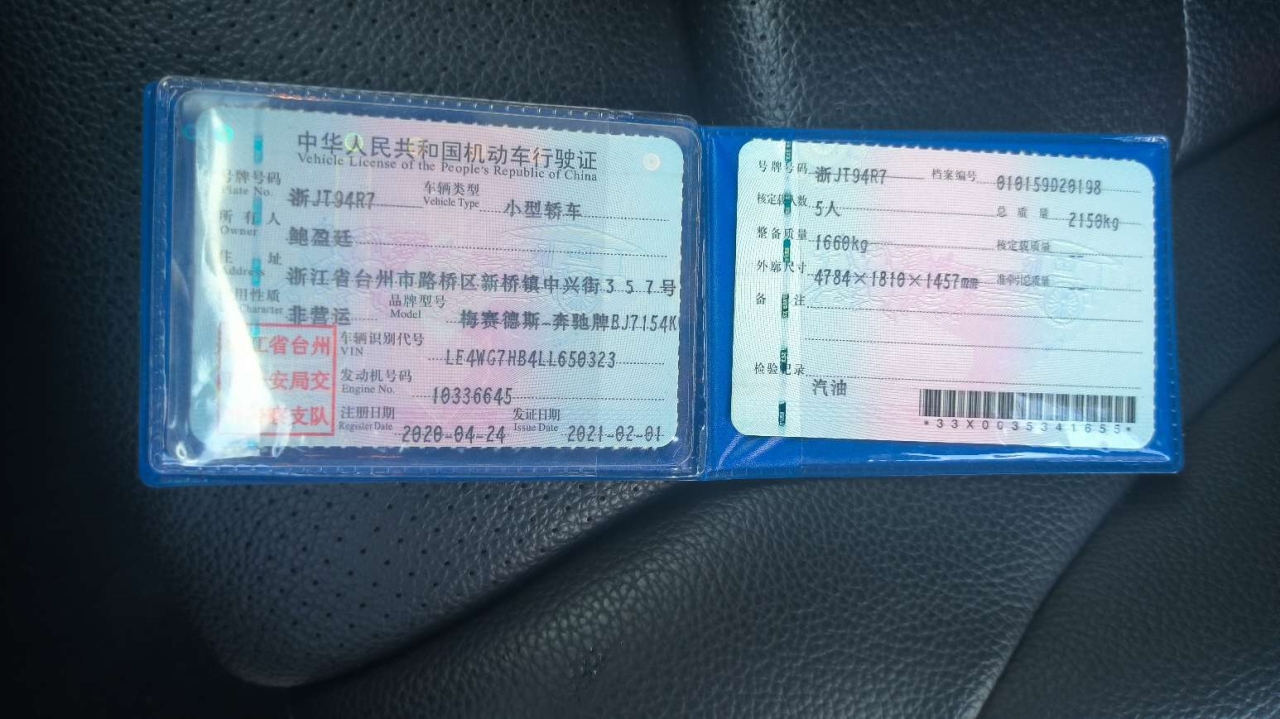 中华人民共和国机动车行驶证
Vehicle License of the People's Republic of China
号牌号码 浙JT94R7 车辆类型 小型轿车
Plate No. Vehicle Type
所有人 鲍盈廷
Owner
住址 浙江省台州市路桥区新桥镇中兴街357号
Address
用性质 非营运 品牌型号 梅赛德斯-奔驰牌BJ7154K
Character Model
江省台州
安局交
支队
车辆识别代号 LE4WG7HB4LL650323
VIN
发动机号码 10336645
Engine No.
注册日期 2020-04-24 发证日期 2021-02-01
Register Date Issue Date
号牌号码 浙JT94R7 档案编号 010159020198
核定载人数 5人 总质量 2150kg
整备质量 1660kg 核定载质量 --
外廓尺寸 4784×1810×1457mm 准牵引总质量 --
备注
检验记录
汽油
*33X0035341655*